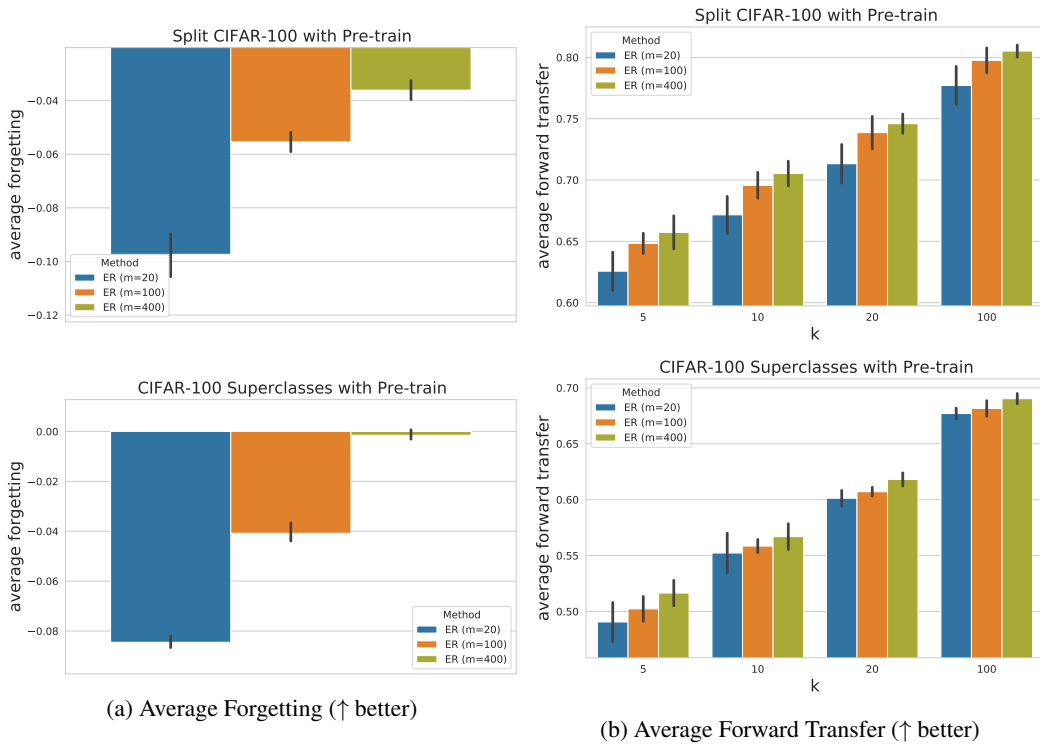 Split CIFAR-100 with Pre-train
average forgetting
−0.04
−0.06
−0.08
−0.10
−0.12
Method
ER (m=20)
ER (m=100)
ER (m=400)
CIFAR-100 Superclasses with Pre-train
average forgetting
0.00
−0.02
−0.04
−0.06
−0.08
Method
ER (m=20)
ER (m=100)
ER (m=400)
(a) Average Forgetting (↑ better)
Split CIFAR-100 with Pre-train
average forward transfer
0.80
0.75
0.70
0.65
0.60
Method
ER (m=20)
ER (m=100)
ER (m=400)
5 10 20 100
k
CIFAR-100 Superclasses with Pre-train
average forward transfer
0.70
0.65
0.60
0.55
0.50
Method
ER (m=20)
ER (m=100)
ER (m=400)
5 10 20 100
k
(b) Average Forward Transfer (↑ better)